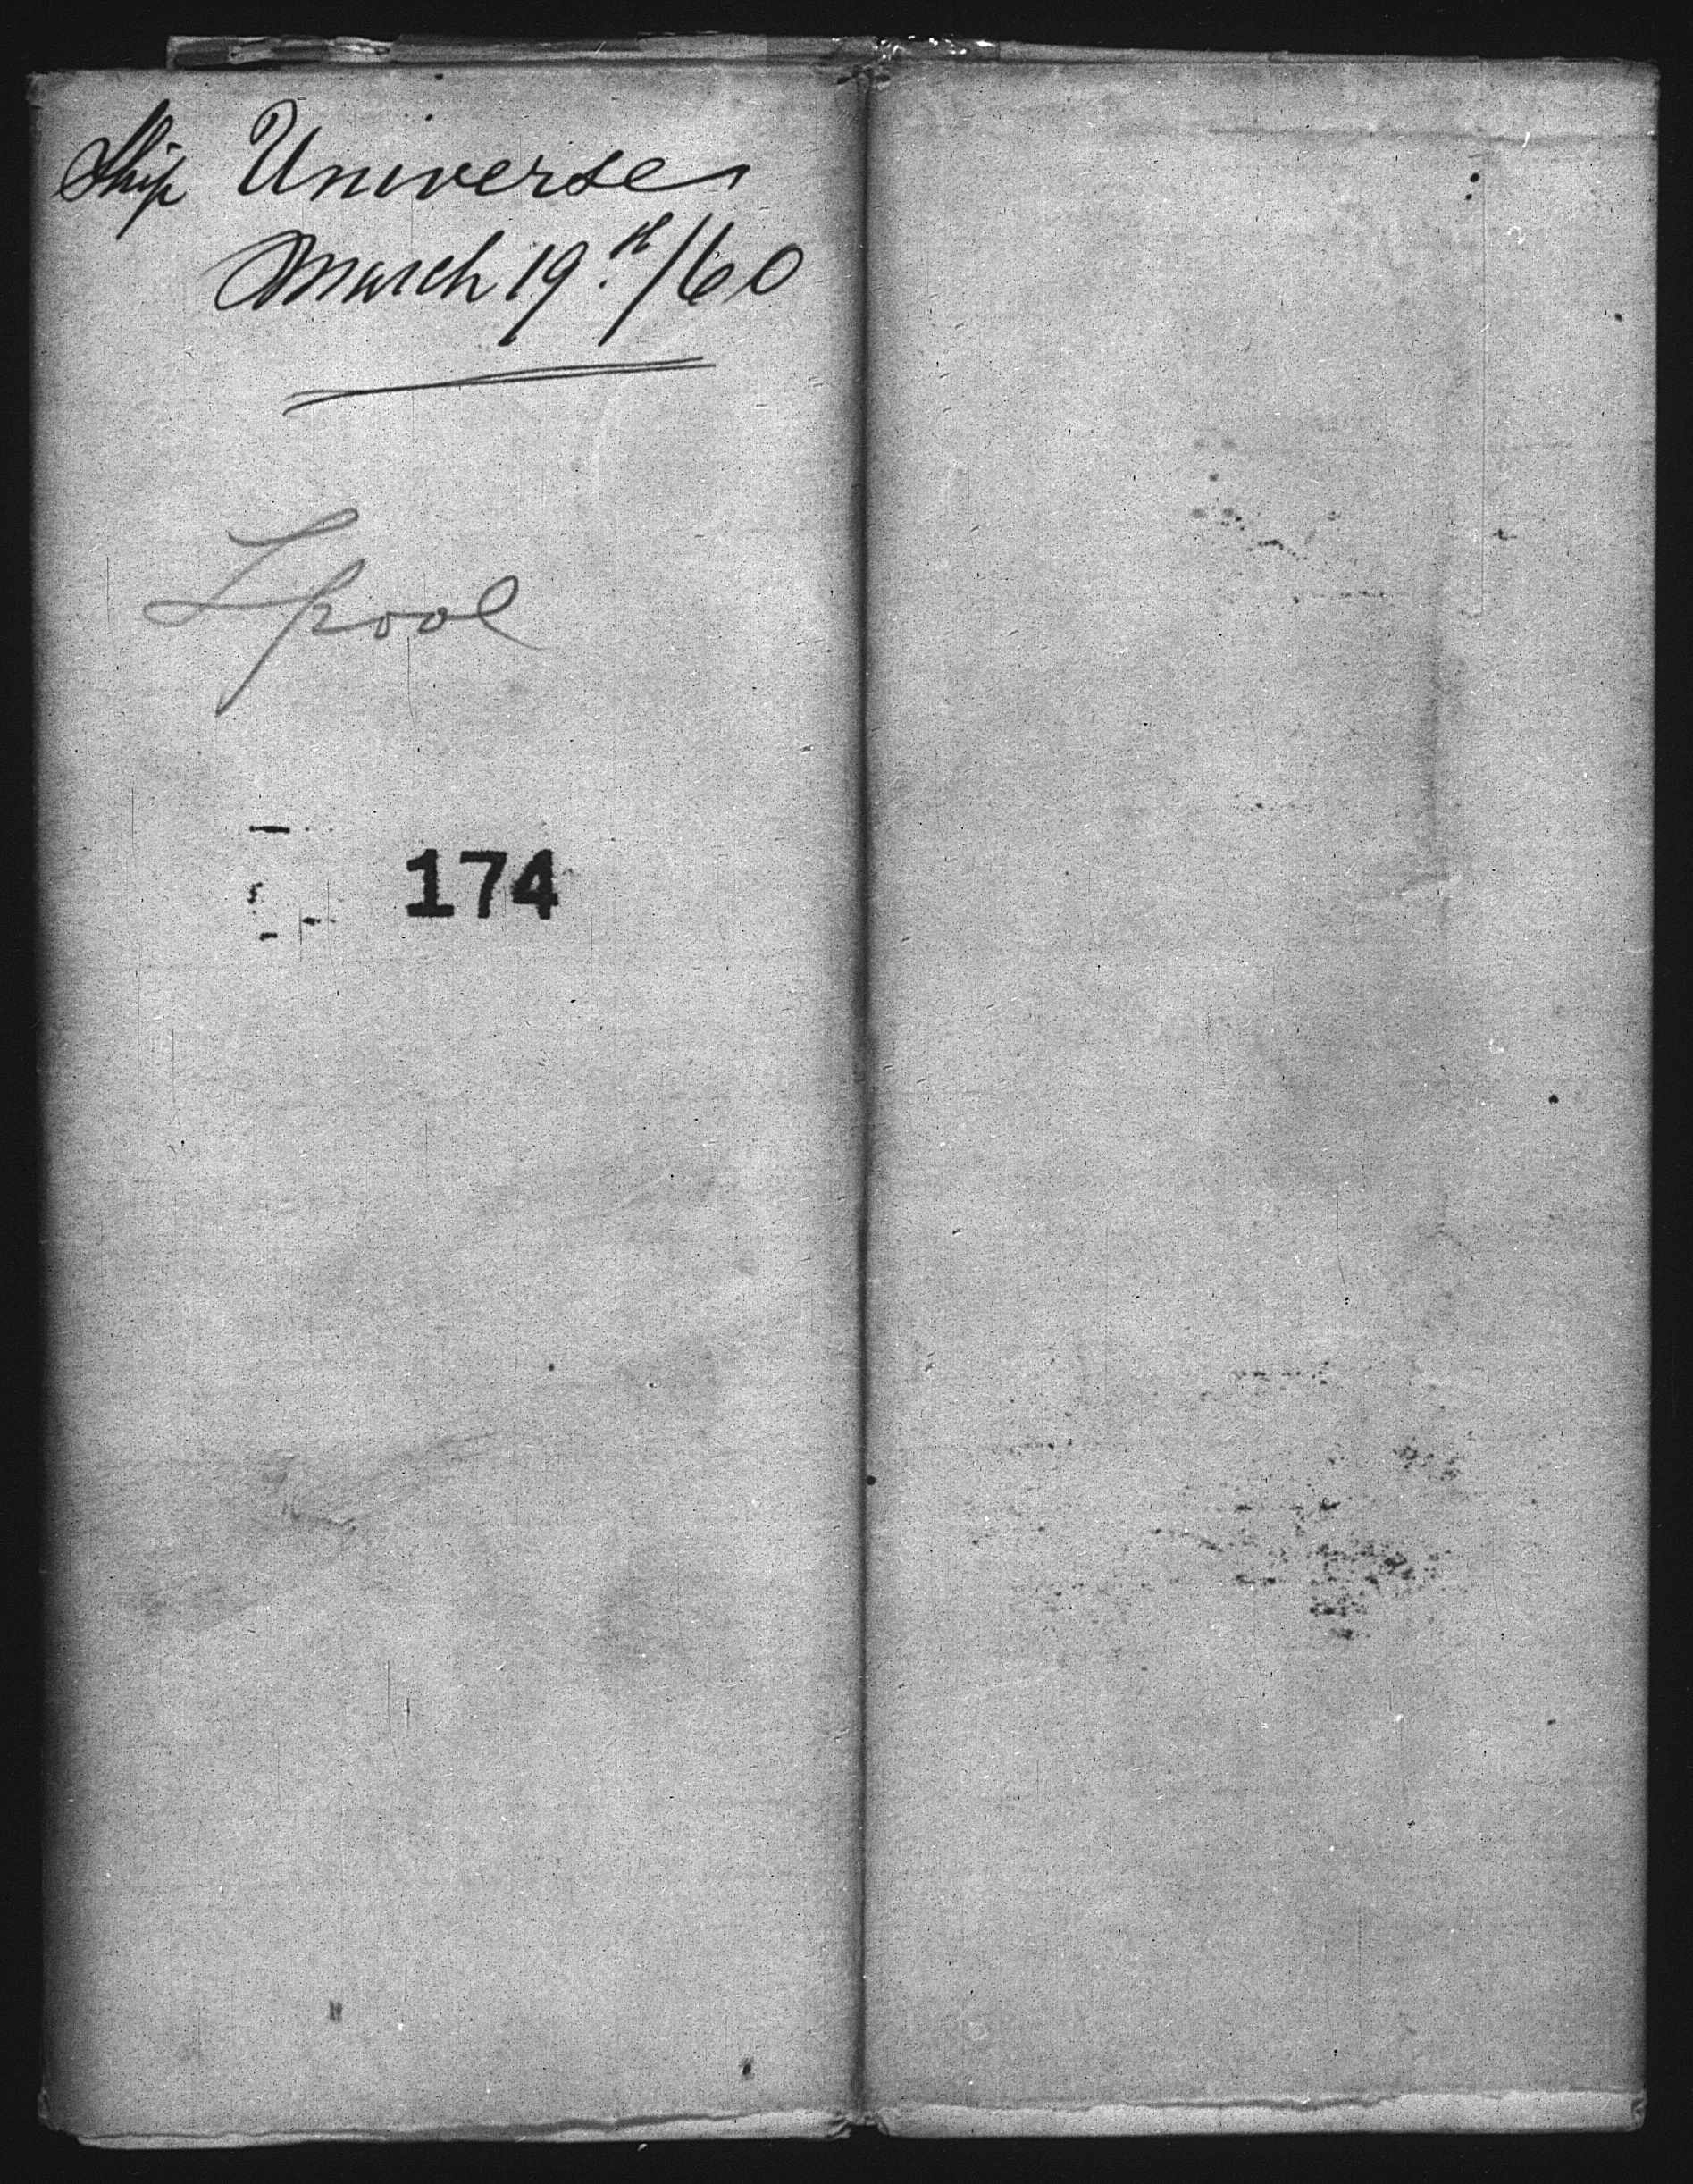 Ship Universe
March 19th/60
Lpool
174